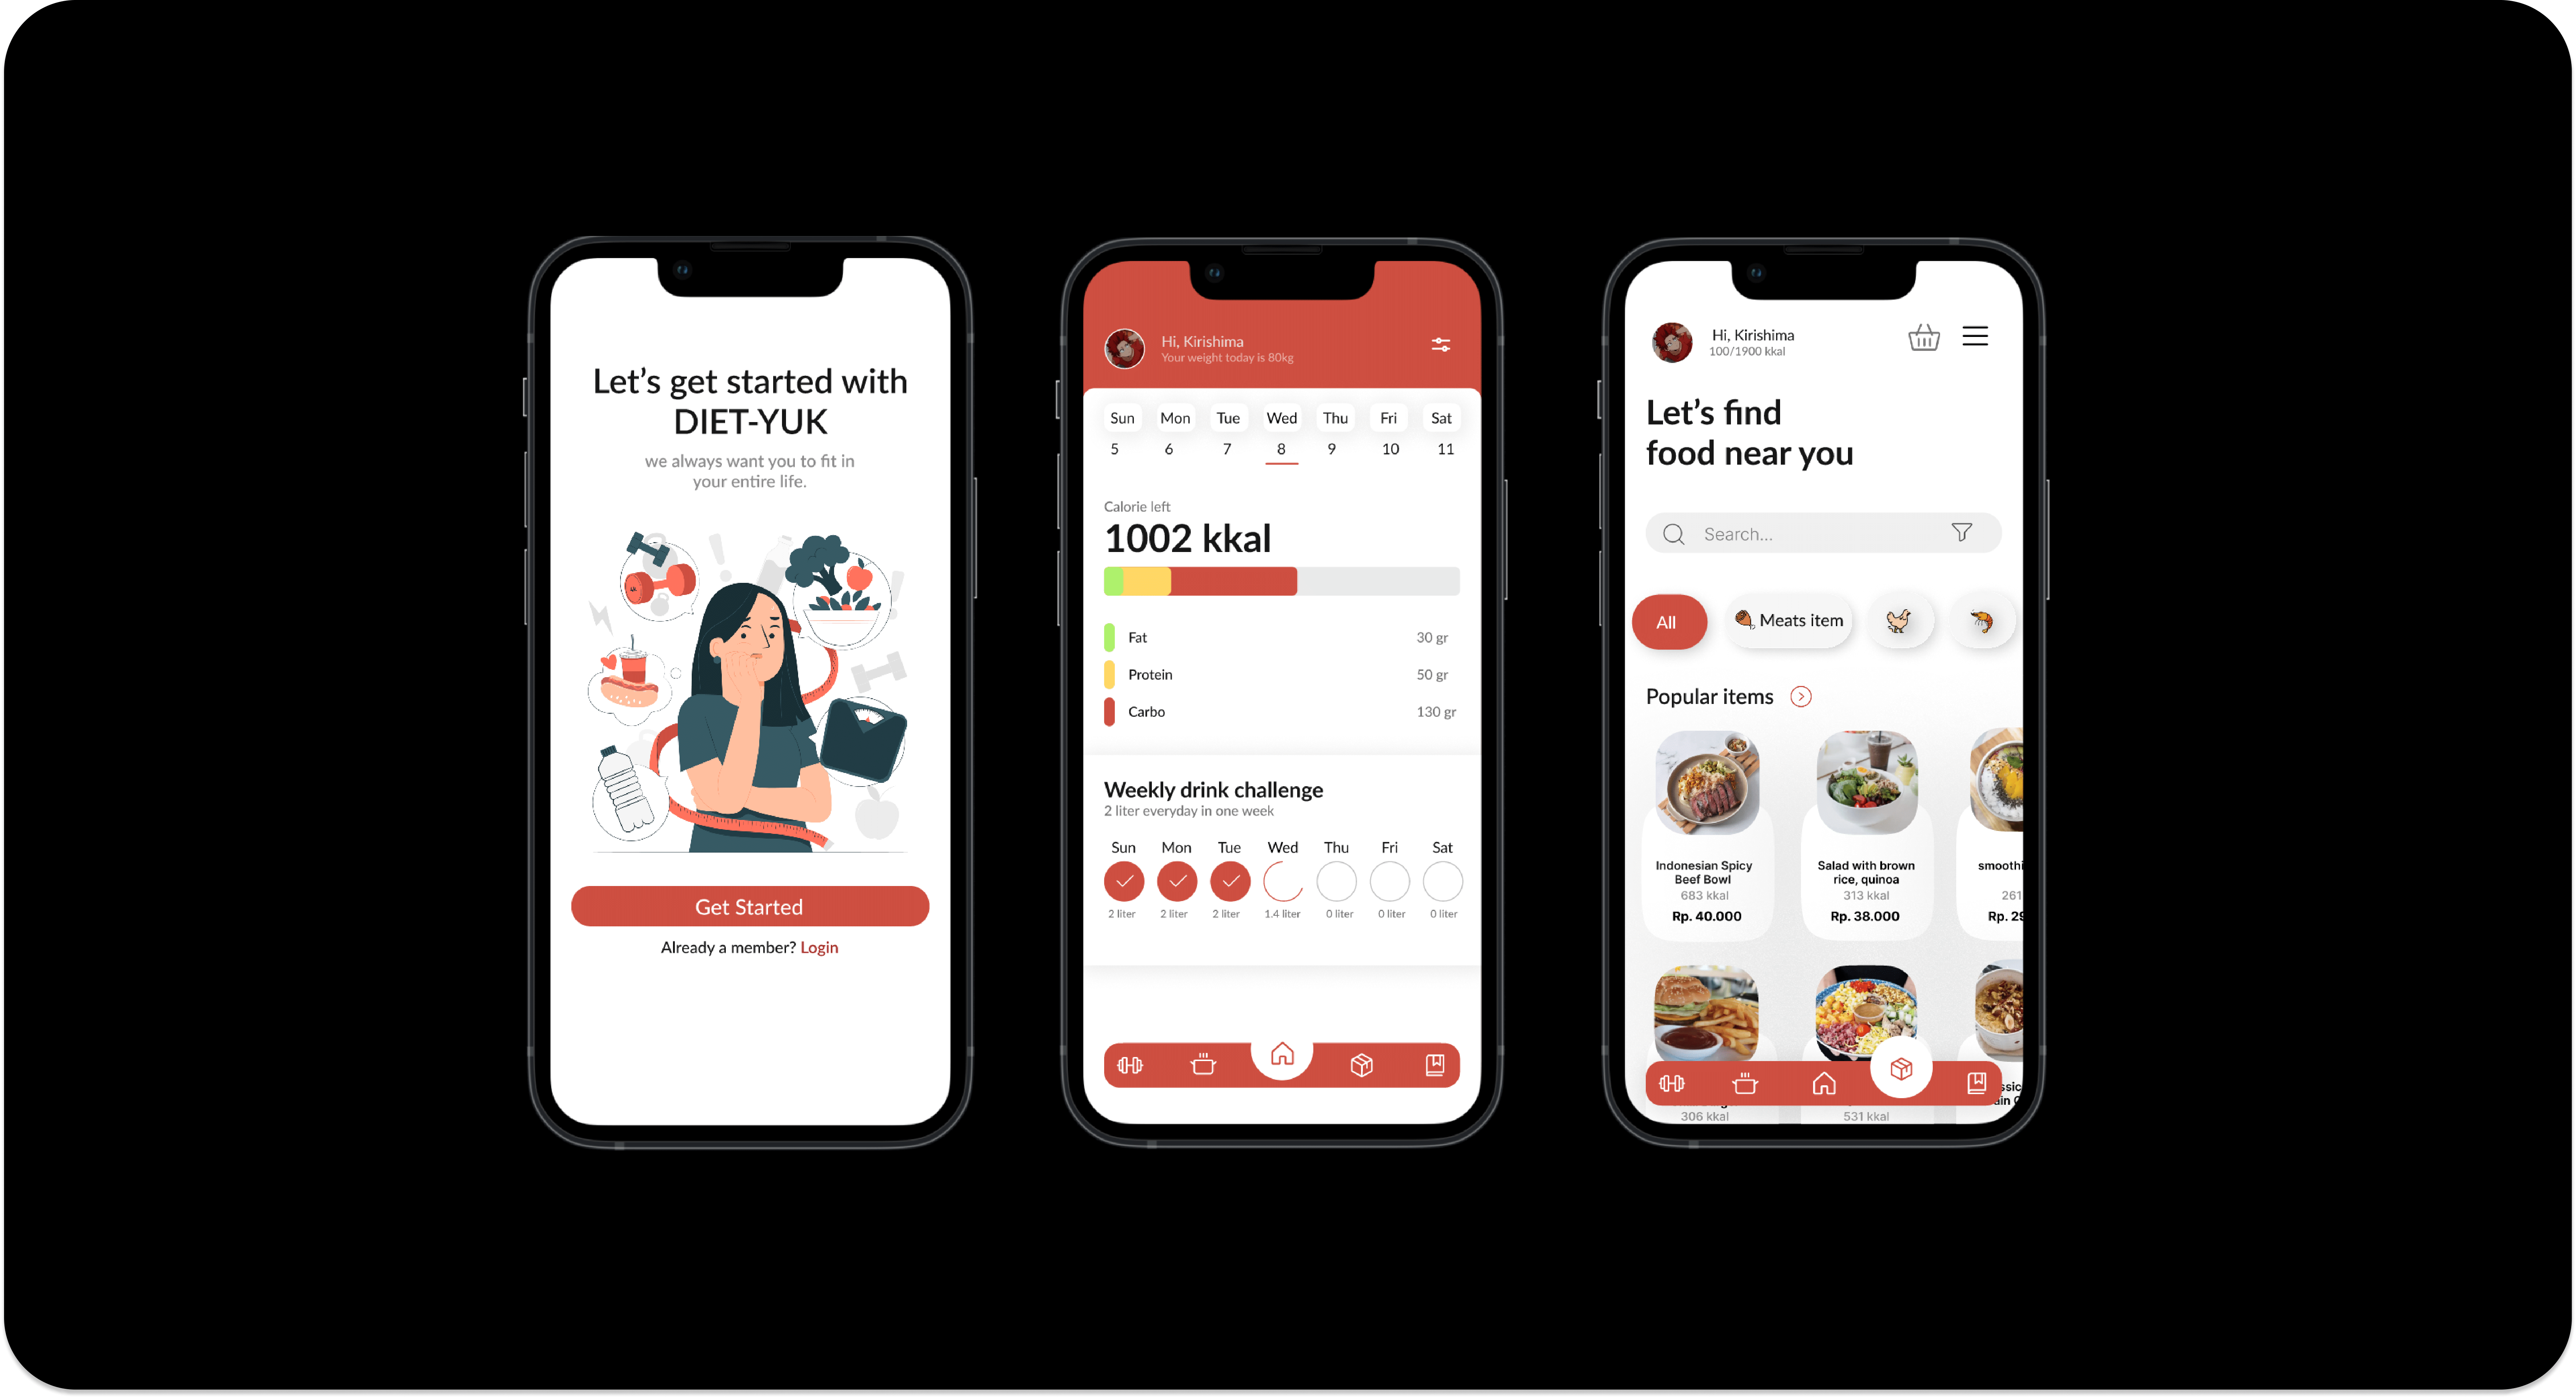 Let's get started with
DIET-YUK
we always want you to fit in
your entire life.
Get Started
Already a member? Login
Hi, Kirishima
Your weight today is 80kg
Sun Mon Tue Wed Thu Fri Sat
5 6 7 8 9 10 11
Calorie left
1002 kkal
Fat 30 gr
Protein 50 gr
Carbo 130 gr
Weekly drink challenge
2 liter everyday in one week
Sun Mon Tue Wed Thu Fri Sat
2 liter 2 liter 2 liter 1.4 liter 0 liter 0 liter 0 liter
Hi, Kirishima
100/1900 kkal
Let's find
food near you
Search...
All Meats item
Popular items
Indonesian Spicy
Beef Bowl
683 kkal
Rp. 40.000
Salad with brown
rice, quinoa
313 kkal
Rp. 38.000
smoothi
261
Rp. 29
306 kkal
531 kkal